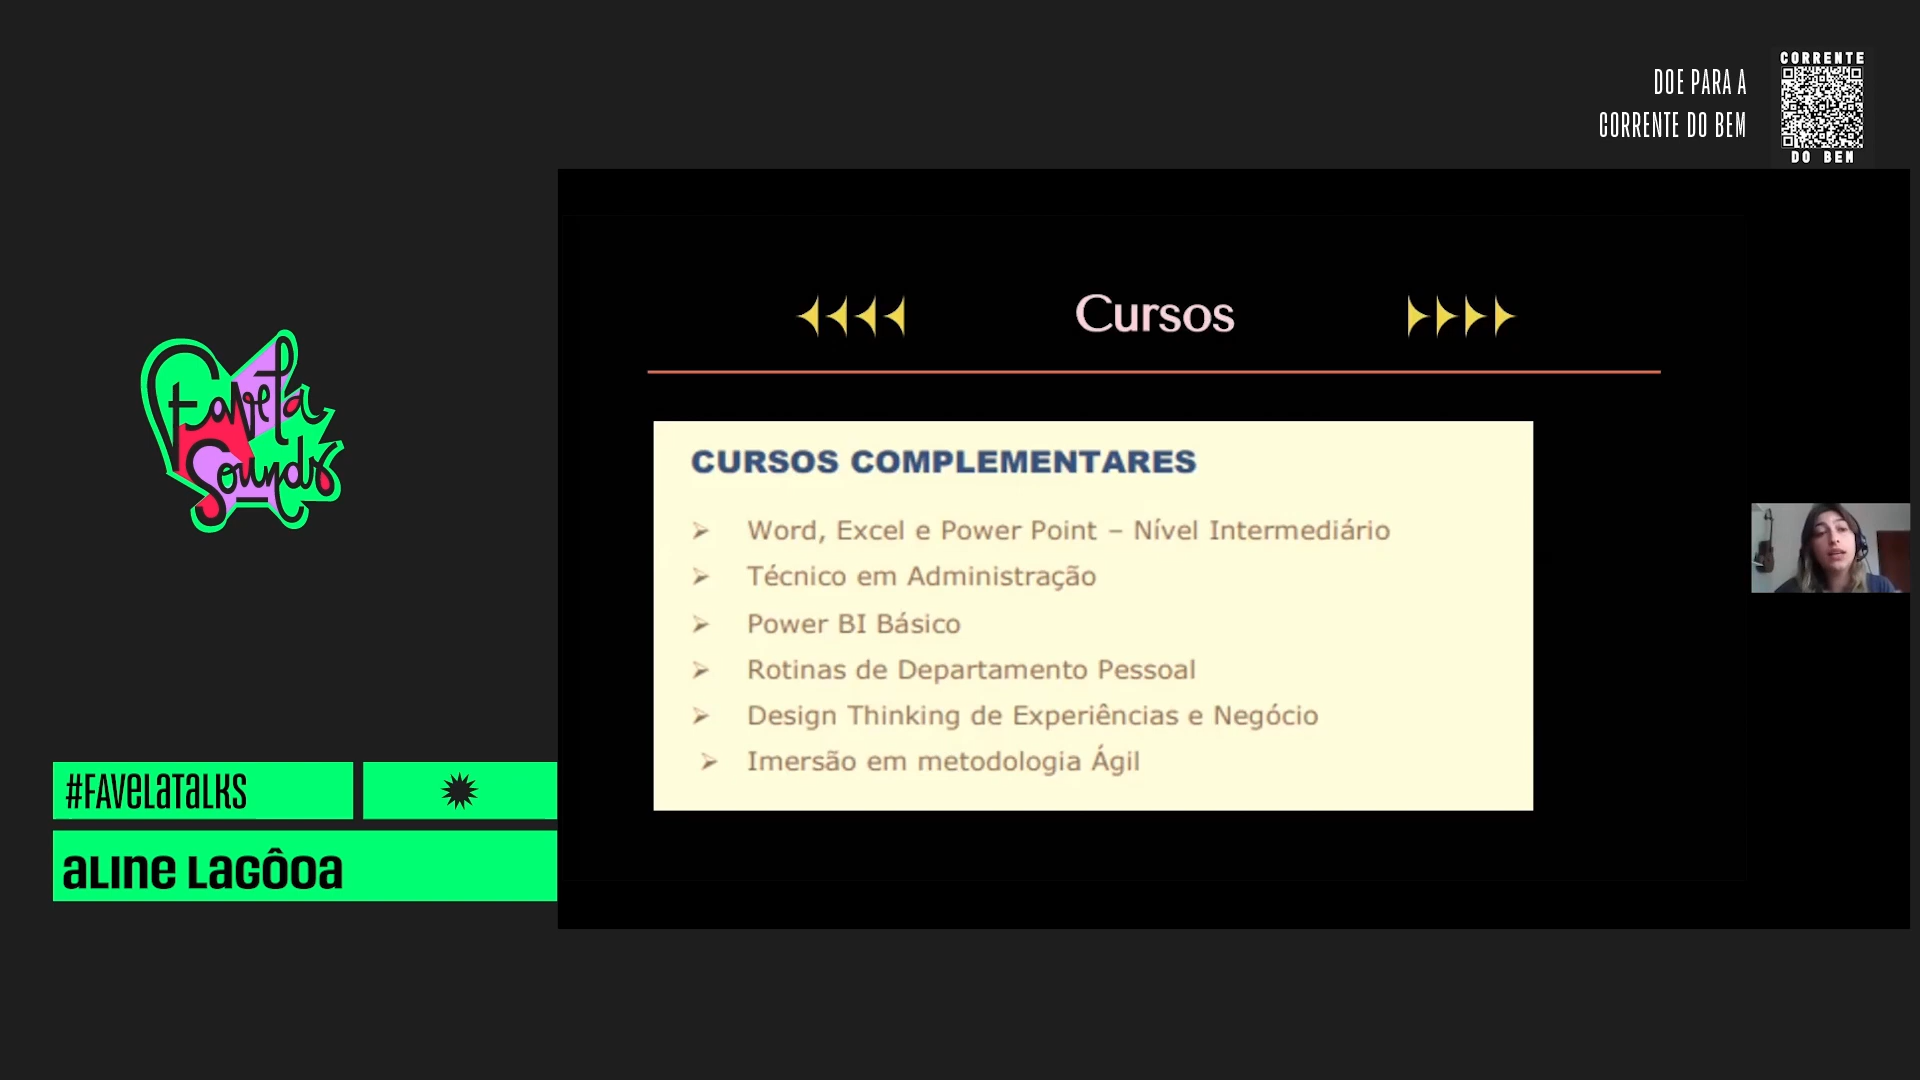 DOE PARA A
CORRENTE DO BEM
CORRENTE
DO BEM
Favela
Sounds
Cursos
CURSOS COMPLEMENTARES
➢ Word, Excel e Power Point – Nível Intermediário
➢ Técnico em Administração
➢ Power BI Básico
➢ Rotinas de Departamento Pessoal
➢ Design Thinking de Experiências e Negócio
➢ Imersão em metodologia Ágil
#FAVELATALKS
ALINE LAGÔOA